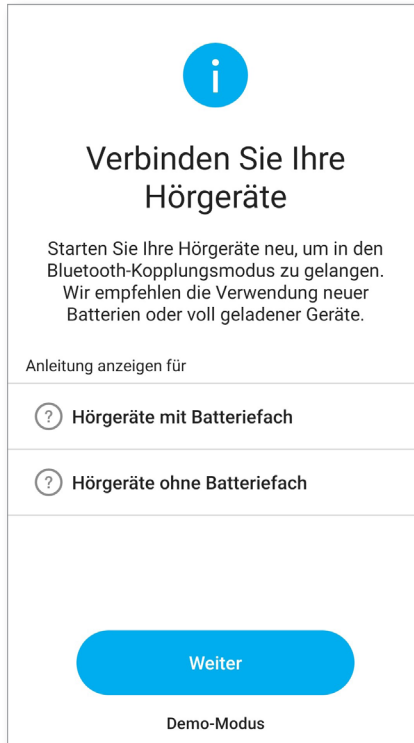 i
Verbinden Sie Ihre
Hörgeräte
Starten Sie Ihre Hörgeräte neu, um in den
Bluetooth-Kopplungsmodus zu gelangen.
Wir empfehlen die Verwendung neuer
Batterien oder voll geladener Geräte.
Anleitung anzeigen für
? Hörgeräte mit Batteriefach
? Hörgeräte ohne Batteriefach
Weiter
Demo-Modus